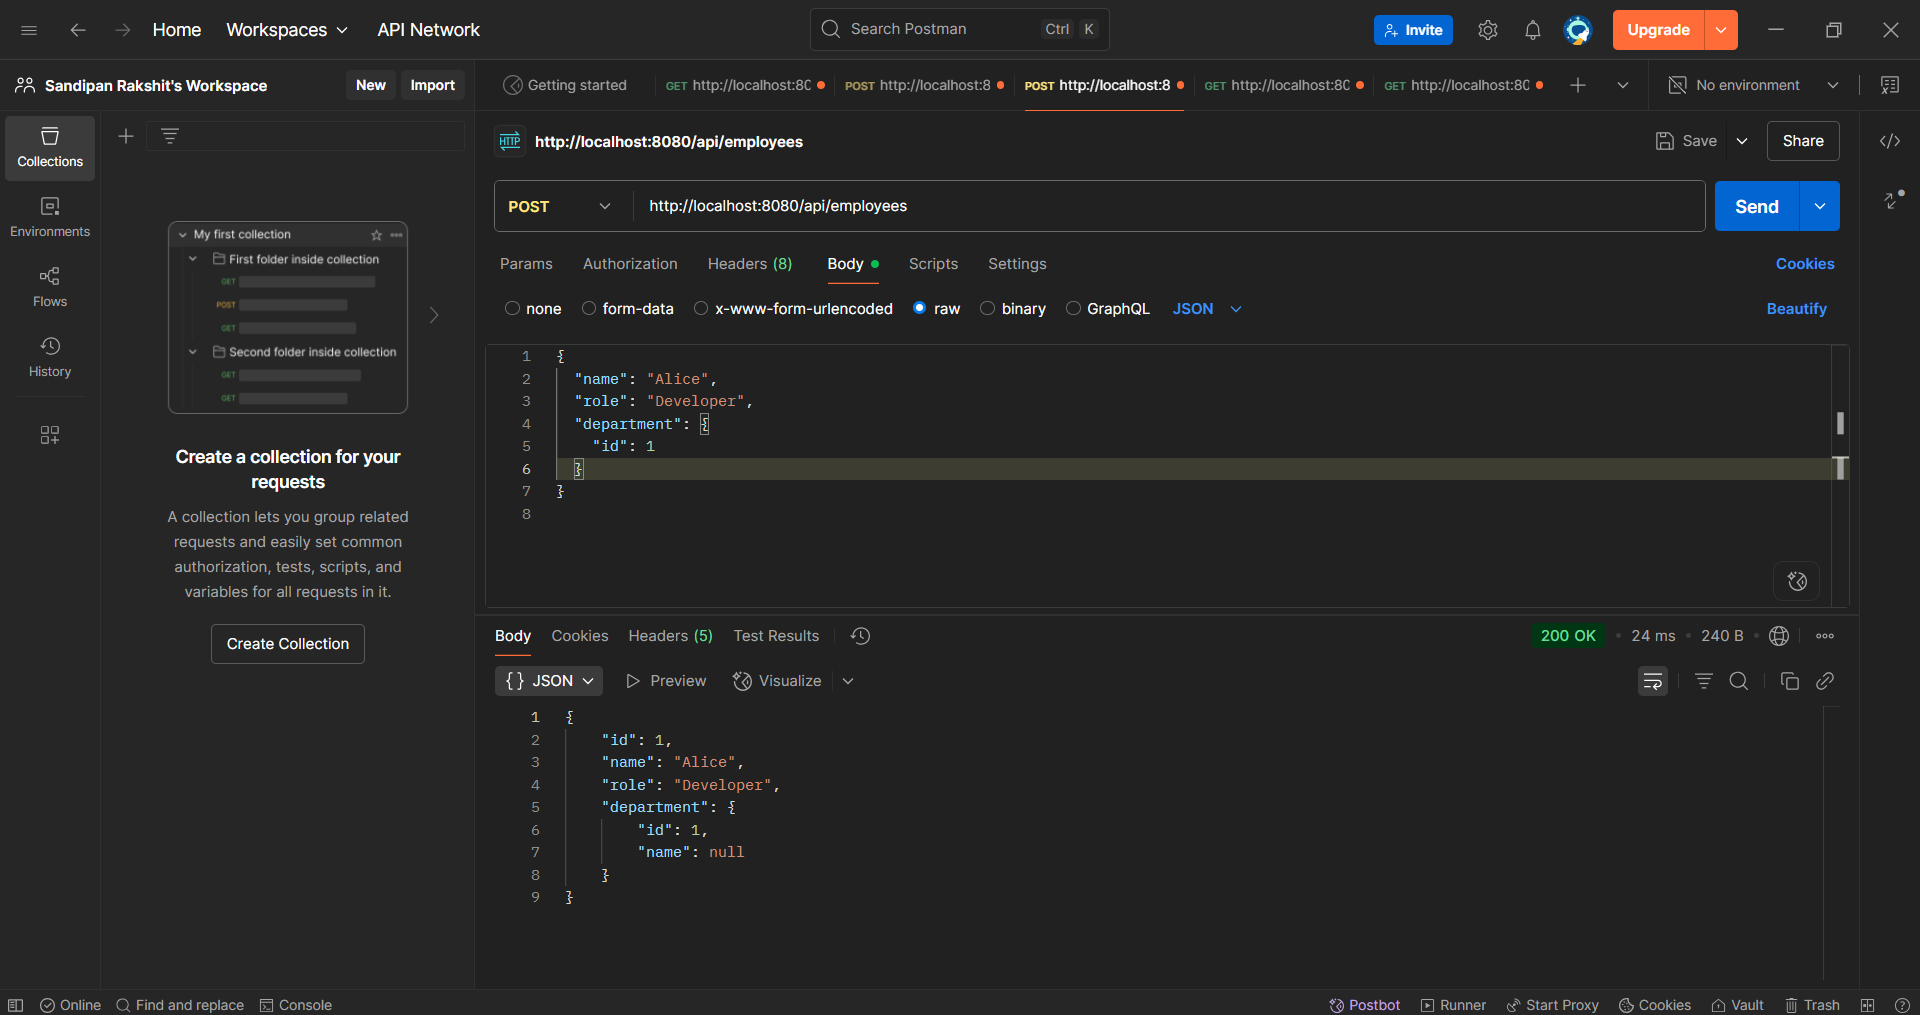 Home Workspaces API Network Search Postman Ctrl K Invite Upgrade
Sandipan Rakshit's Workspace New Import
Getting started GET http://localhost:80 POST http://localhost:8 POST http://localhost:8 GET http://localhost:80 GET http://localhost:80 No environment
Collections
Environments
Flows
History
My first collection
First folder inside collection
GET
POST
GET
Second folder inside collection
GET
GET
Create a collection for your
requests
A collection lets you group related
requests and easily set common
authorization, tests, scripts, and
variables for all requests in it.
Create Collection
HTTP http://localhost:8080/api/employees Save Share
POST http://localhost:8080/api/employees Send
Params Authorization Headers (8) Body Scripts Settings Cookies
none form-data x-www-form-urlencoded raw binary GraphQL JSON Beautify
1 {
2 "name": "Alice",
3 "role": "Developer",
4 "department": {
5 "id": 1
6 }
7 }
8
Body Cookies Headers (5) Test Results 200 OK 24 ms 240 B
{} JSON Preview Visualize
1 {
2 "id": 1,
3 "name": "Alice",
4 "role": "Developer",
5 "department": {
6 "id": 1,
7 "name": null
8 }
9 }
Online Find and replace Console Postbot Runner Start Proxy Cookies Vault Trash